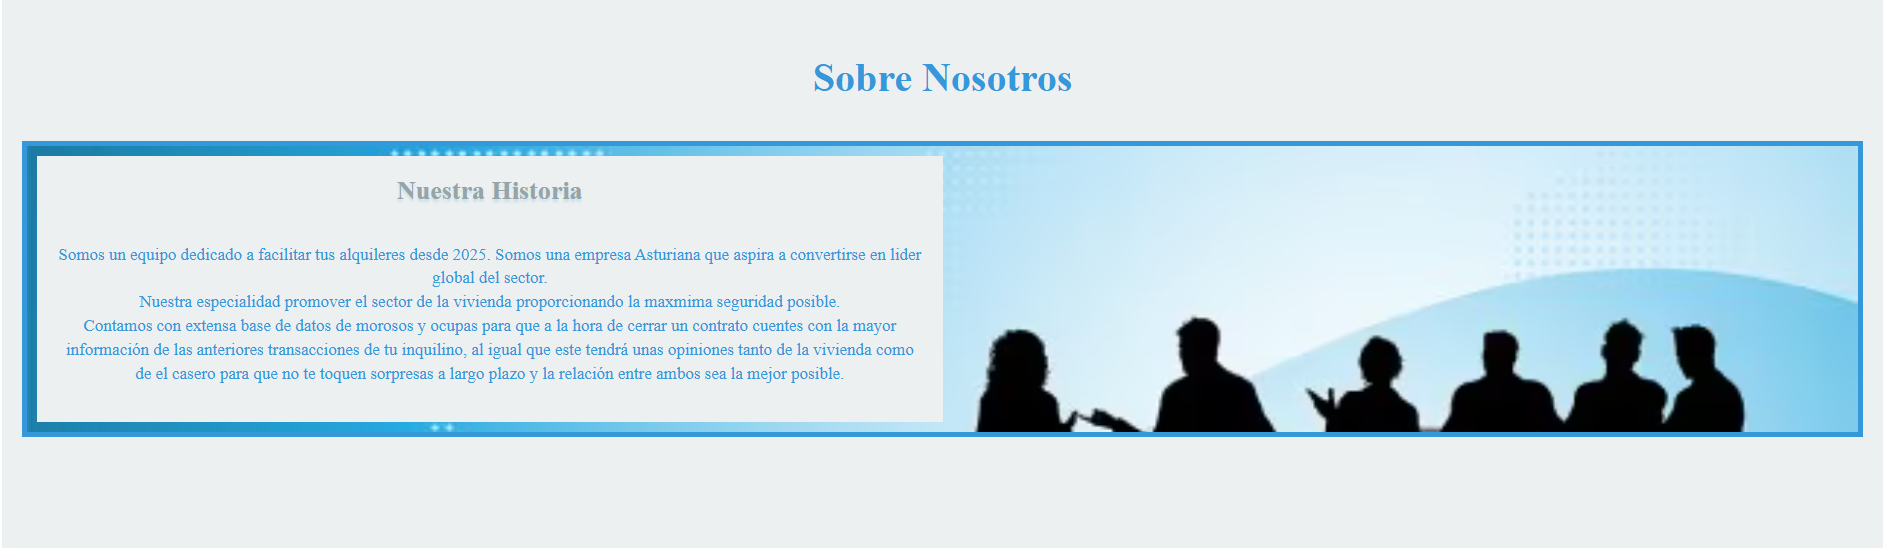 Sobre Nosotros
Nuestra Historia
Somos un equipo dedicado a facilitar tus alquileres desde 2025. Somos una empresa Asturiana que aspira a convertirse en lider
global del sector.
Nuestra especialidad promover el sector de la vivienda proporcionando la maxmima seguridad posible.
Contamos con extensa base de datos de morosos y ocupas para que a la hora de cerrar un contrato cuentes con la mayor
información de las anteriores transacciones de tu inquilino, al igual que este tendrá unas opiniones tanto de la vivienda como
de el casero para que no te toquen sorpresas a largo plazo y la relación entre ambos sea la mejor posible.